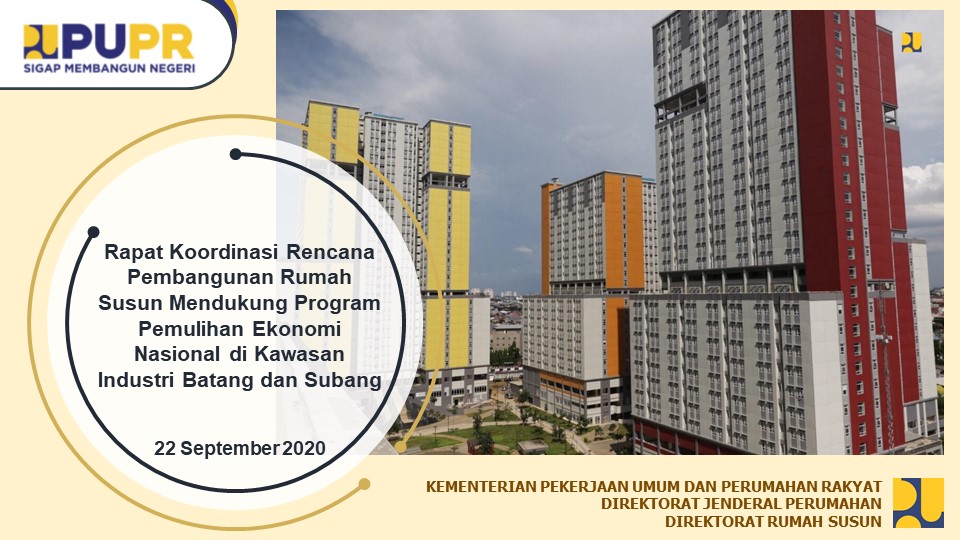 PUPR
SIGAP MEMBANGUN NEGERI
Rapat Koordinasi Rencana
Pembangunan Rumah
Susun Mendukung Program
Pemulihan Ekonomi
Nasional di Kawasan
Industri Batang dan Subang
22 September 2020
KEMENTERIAN PEKERJAAN UMUM DAN PERUMAHAN RAKYAT
DIREKTORAT JENDERAL PERUMAHAN
DIREKTORAT RUMAH SUSUN